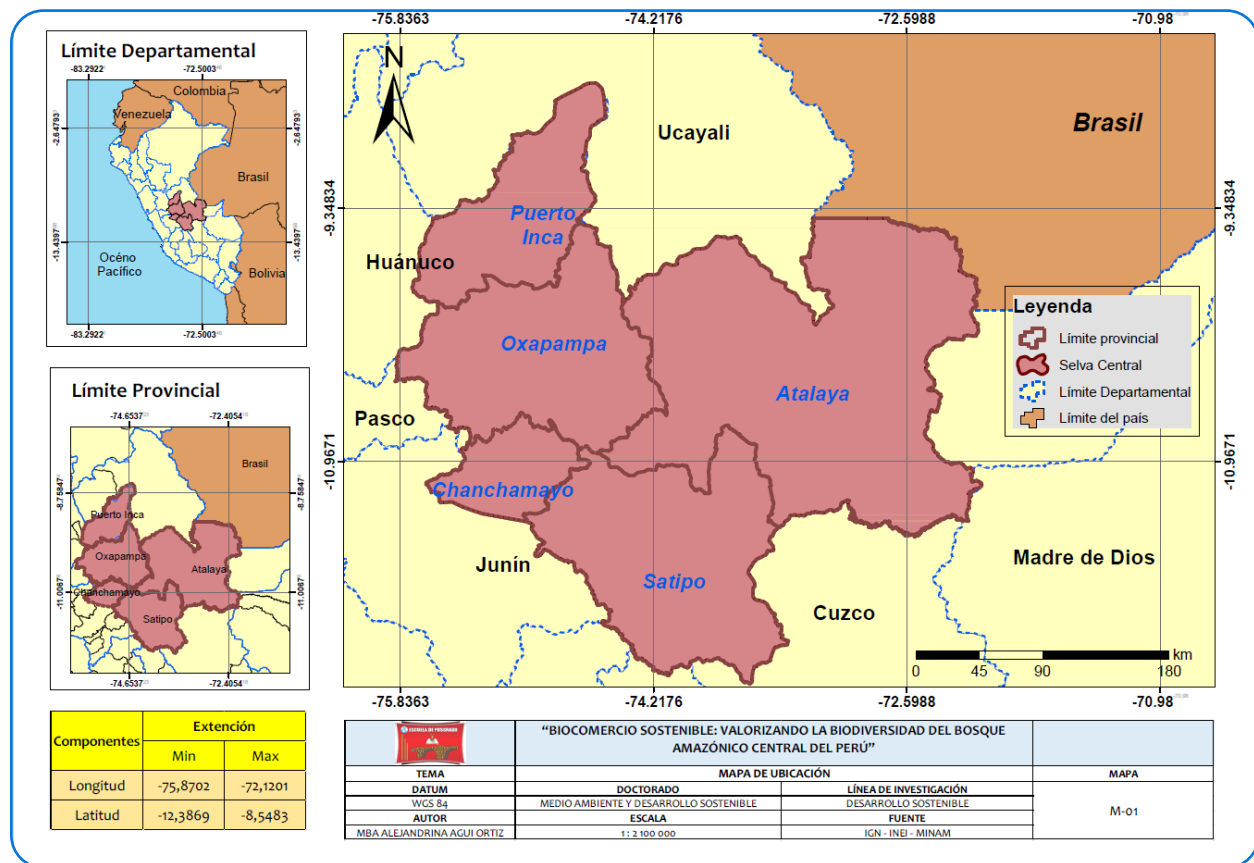 Límite Departamental
-83.2922
-72.5003
Colombia
Venezuela
Brasil
Océno
Pacífico
Bolivia
-2.64793
-13.4397
-2.64793
-13.4397
-83.2922
-72.5003
Límite Provincial
-74.6537
-72.4054
Brasil
Puerto Inca
Oxapampa
Atalaya
Chanchamayo
Satipo
-8.7584
-11.0067
-8.75847
-11.0067
-74.6537
-72.4054
Componentes
Extención
Min
Max
Longitud
-75,8702
-72,1201
Latitud
-12,3869
-8,5483
-75.8363
-74.2176
-72.5988
-70.98
N
Ucayali
Brasil
-9.34834
-9.34834
Puerto
Inca
Huánuco
Oxapampa
Atalaya
Pasco
-10.9671
-10.9671
Chanchamayo
Junín
Satipo
Cuzco
Madre de Dios
Leyenda
Límite provincial
Selva Central
Límite Departamental
Límite del país
km
0 45 90 180
-75.8363
-74.2176
-72.5988
-70.98
ESCUELA DE POSGRADO
“BIOCOMERCIO SOSTENIBLE: VALORIZANDO LA BIODIVERSIDAD DEL BOSQUE
AMAZÓNICO CENTRAL DEL PERÚ”
TEMA
MAPA DE UBICACIÓN
MAPA
DATUM
DOCTORADO
LÍNEA DE INVESTIGACIÓN
WGS 84
MEDIO AMBIENTE Y DESARROLLO SOSTENIBLE
DESARROLLO SOSTENIBLE
M-01
AUTOR
ESCALA
FUENTE
MBA ALEJANDRINA AGUI ORTIZ
1: 2 100 000
IGN - INEI - MINAM